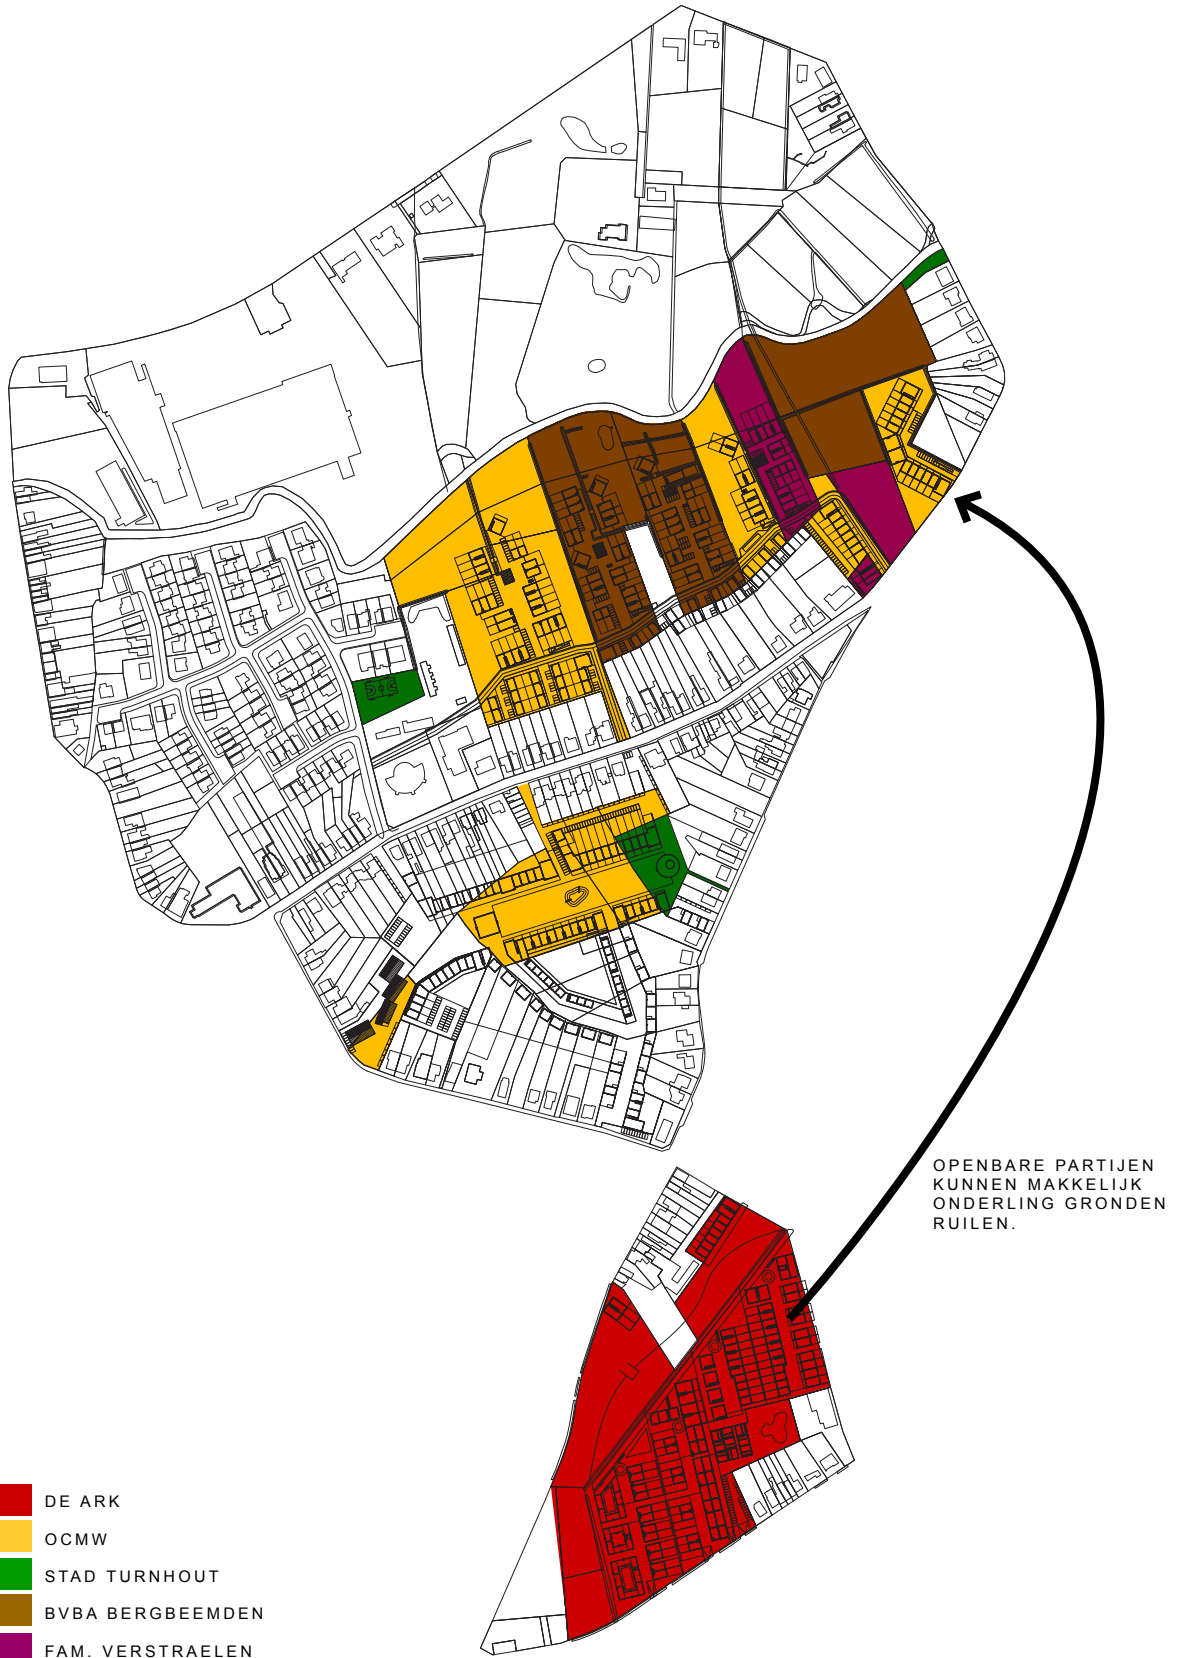 OPENBARE PARTIJEN
KUNNEN MAKKELIJK
ONDERLING GRONDEN
RUILEN.
DE ARK
OCMW
STAD TURNHOUT
BVBA BERGBEEMDEN
FAM. VERSTRAELEN